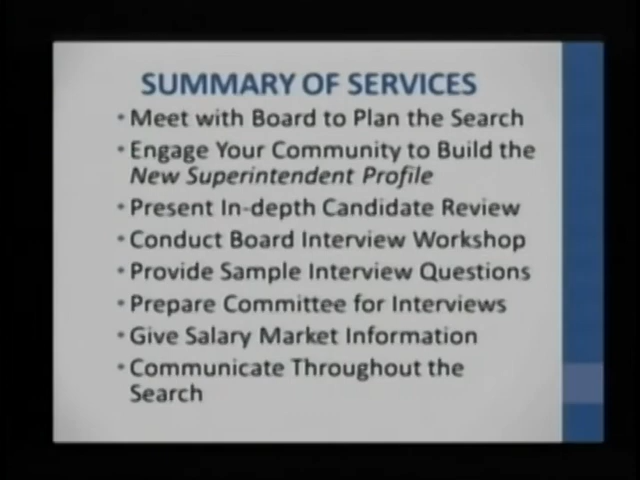 SUMMARY OF SERVICES
• Meet with Board to Plan the Search
• Engage Your Community to Build the
New Superintendent Profile
• Present In-depth Candidate Review
• Conduct Board Interview Workshop
• Provide Sample Interview Questions
• Prepare Committee for Interviews
• Give Salary Market Information
• Communicate Throughout the
Search